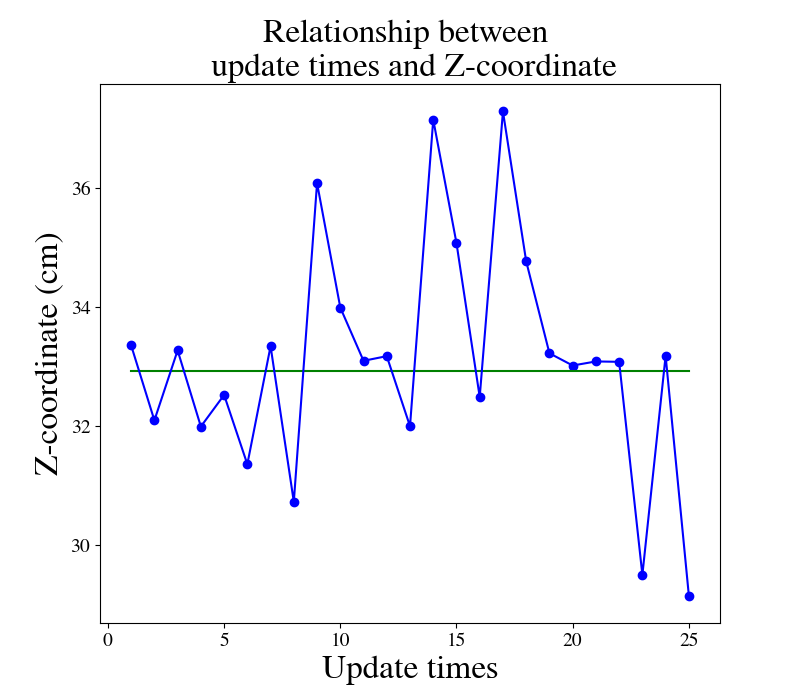 Relationship between
update times and Z-coordinate
Z-coordinate (cm)
36
34
32
30
0 5 10 15 20 25
Update times